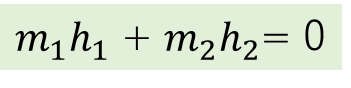 m₁h₁ + m₂h₂= 0